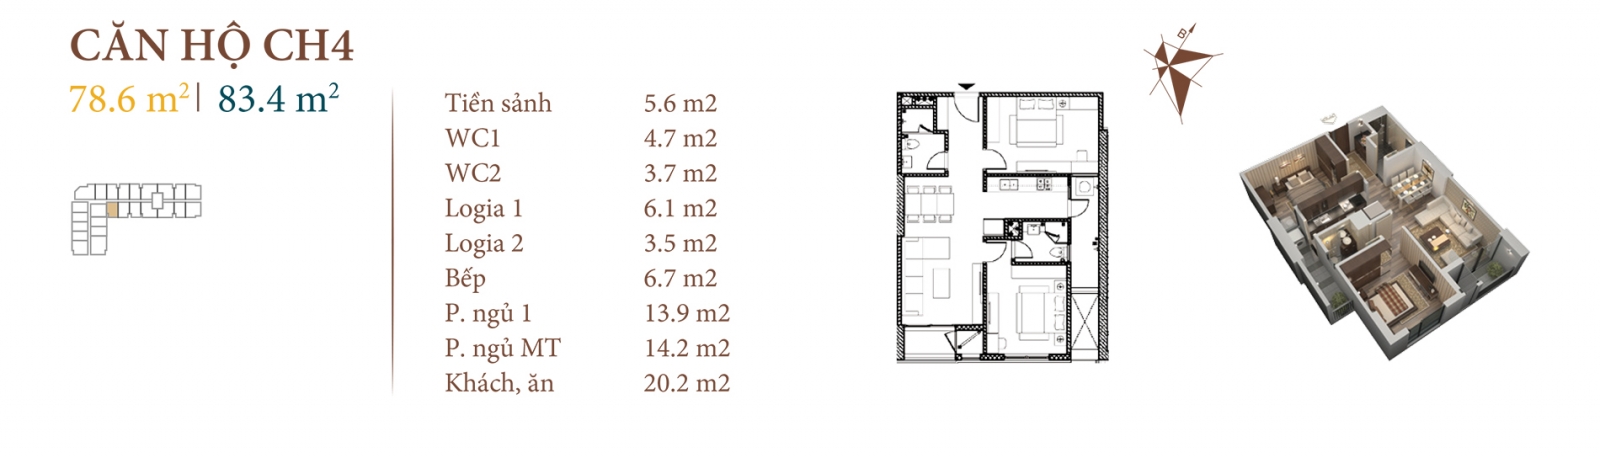 CĂN HỘ CH4
78.6 m² | 83.4 m²
Tiền sảnh 5.6 m2
WC1 4.7 m2
WC2 3.7 m2
Logia 1 6.1 m2
Logia 2 3.5 m2
Bếp 6.7 m2
P. ngủ 1 13.9 m2
P. ngủ MT 14.2 m2
Khách, ăn 20.2 m2
B